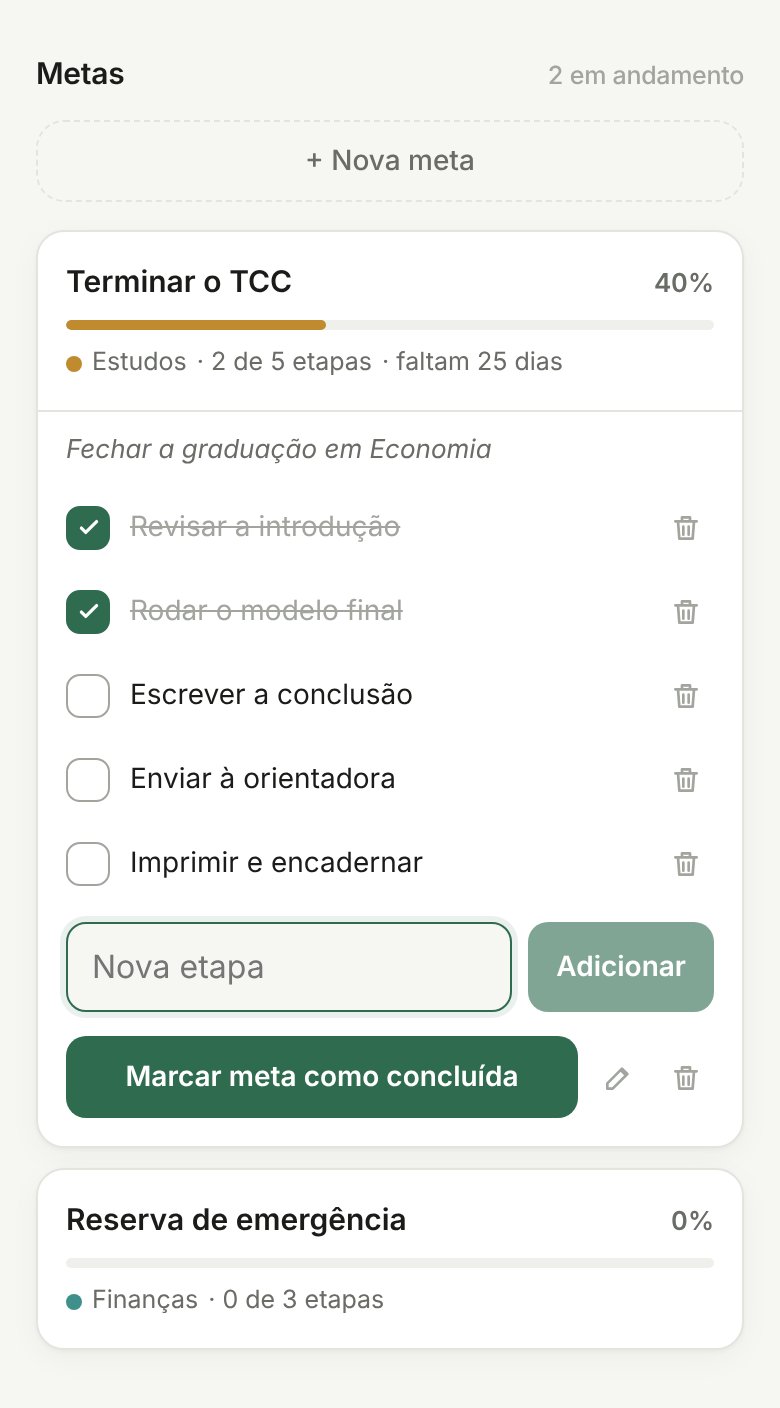 Metas
2 em andamento
+ Nova meta
Terminar o TCC
40%
Estudos · 2 de 5 etapas · faltam 25 dias
Fechar a graduação em Economia
Revisar a introdução
Rodar o modelo final
Escrever a conclusão
Enviar à orientadora
Imprimir e encadernar
Nova etapa
Adicionar
Marcar meta como concluída
Reserva de emergência
0%
Finanças · 0 de 3 etapas